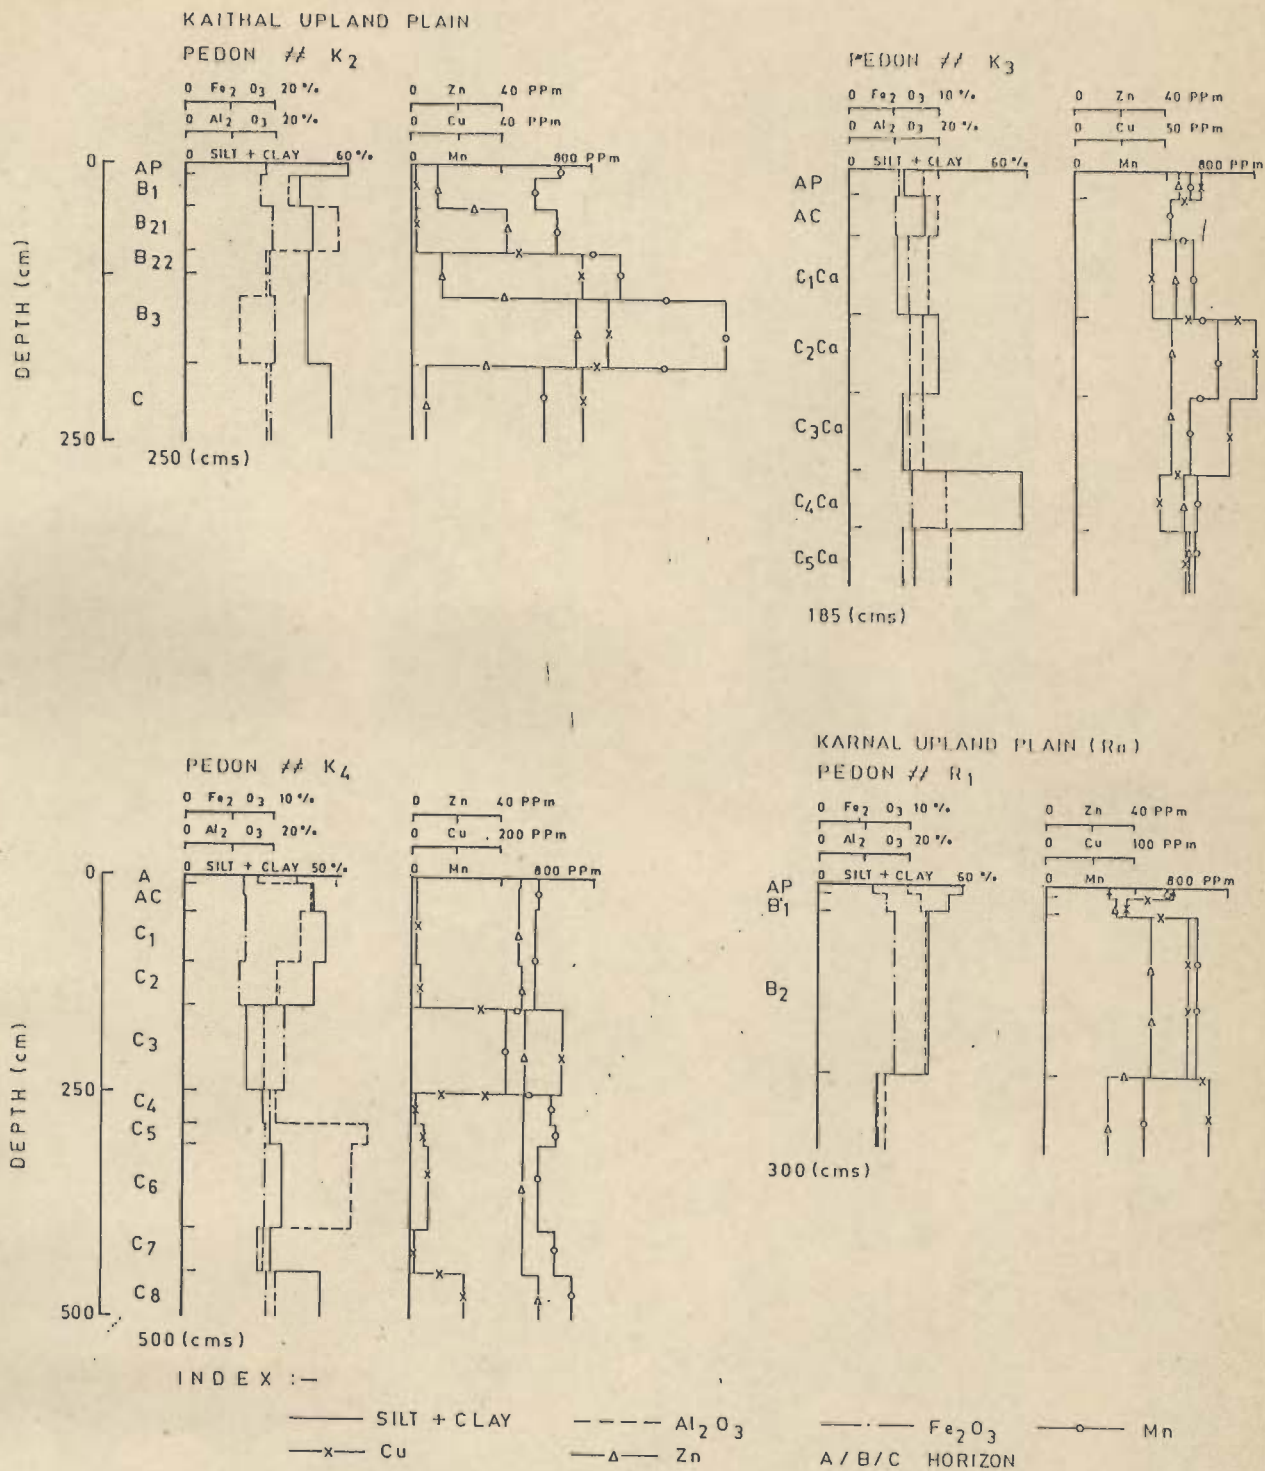 KAITHAL UPLAND PLAIN
PEDON // K2
0 Fe2 O3 20 %
0 Al2 O3 20 %
0 SILT + CLAY 60 %
0 Zn 40 PPm
0 Cu 40 PPm
0 Mn 800 PPm
0
AP
B1
B21
B22
B3
C
250
DEPTH (cm)
250 (cms)
PEDON // K3
0 Fe2 O3 10 %
0 Al2 O3 20 %
0 SILT + CLAY 60 %
0 Zn 40 PPm
0 Cu 50 PPm
0 Mn 800 PPm
AP
AC
C1Ca
C2Ca
C3Ca
C4Ca
C5Ca
185 (cms)
PEDON // K4
0 Fe2 O3 10 %
0 Al2 O3 20 %
0 SILT + CLAY 50 %
0 Zn 40 PPm
0 Cu 200 PPm
0 Mn 800 PPm
0
A
AC
C1
C2
C3
250
C4
C5
C6
C7
C8
500
DEPTH (cm)
500 (cms)
KARNAL UPLAND PLAIN (Rn)
PEDON // R1
0 Fe2 O3 10 %
0 Al2 O3 20 %
0 SILT + CLAY 60 %
0 Zn 40 PPm
0 Cu 100 PPm
0 Mn 800 PPm
AP
B1
B2
300 (cms)
INDEX :—
SILT + CLAY
Al2O3
Fe2O3
Mn
Cu
Zn
A / B / C HORIZON